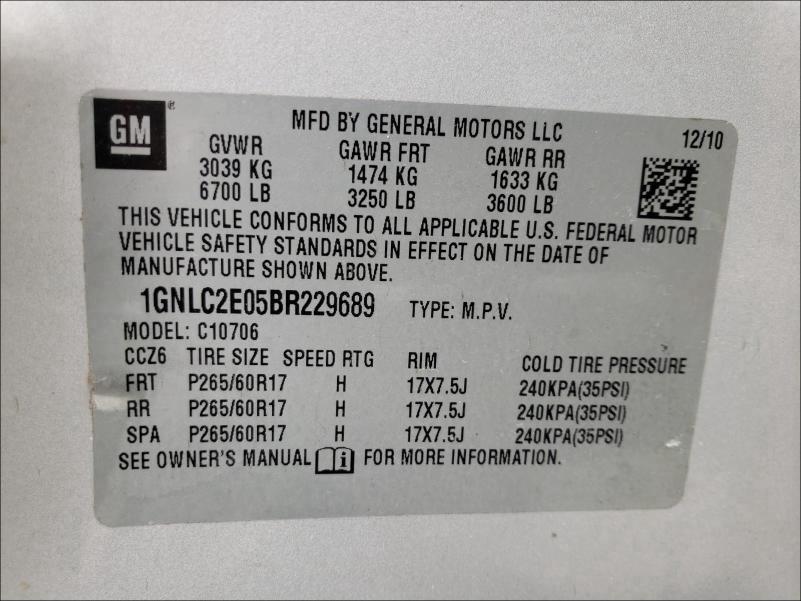 GM®
MFD BY GENERAL MOTORS LLC 12/10
GVWR GAWR FRT GAWR RR
3039 KG 1474 KG 1633 KG
6700 LB 3250 LB 3600 LB
THIS VEHICLE CONFORMS TO ALL APPLICABLE U.S. FEDERAL MOTOR
VEHICLE SAFETY STANDARDS IN EFFECT ON THE DATE OF
MANUFACTURE SHOWN ABOVE.
1GNLC2E05BR229689 TYPE: M.P.V.
MODEL: C10706
CCZ6 TIRE SIZE SPEED RTG RIM COLD TIRE PRESSURE
FRT P265/60R17 H 17X7.5J 240KPA(35PSI)
RR P265/60R17 H 17X7.5J 240KPA(35PSI)
SPA P265/60R17 H 17X7.5J 240KPA(35PSI)
SEE OWNER'S MANUAL i FOR MORE INFORMATION.